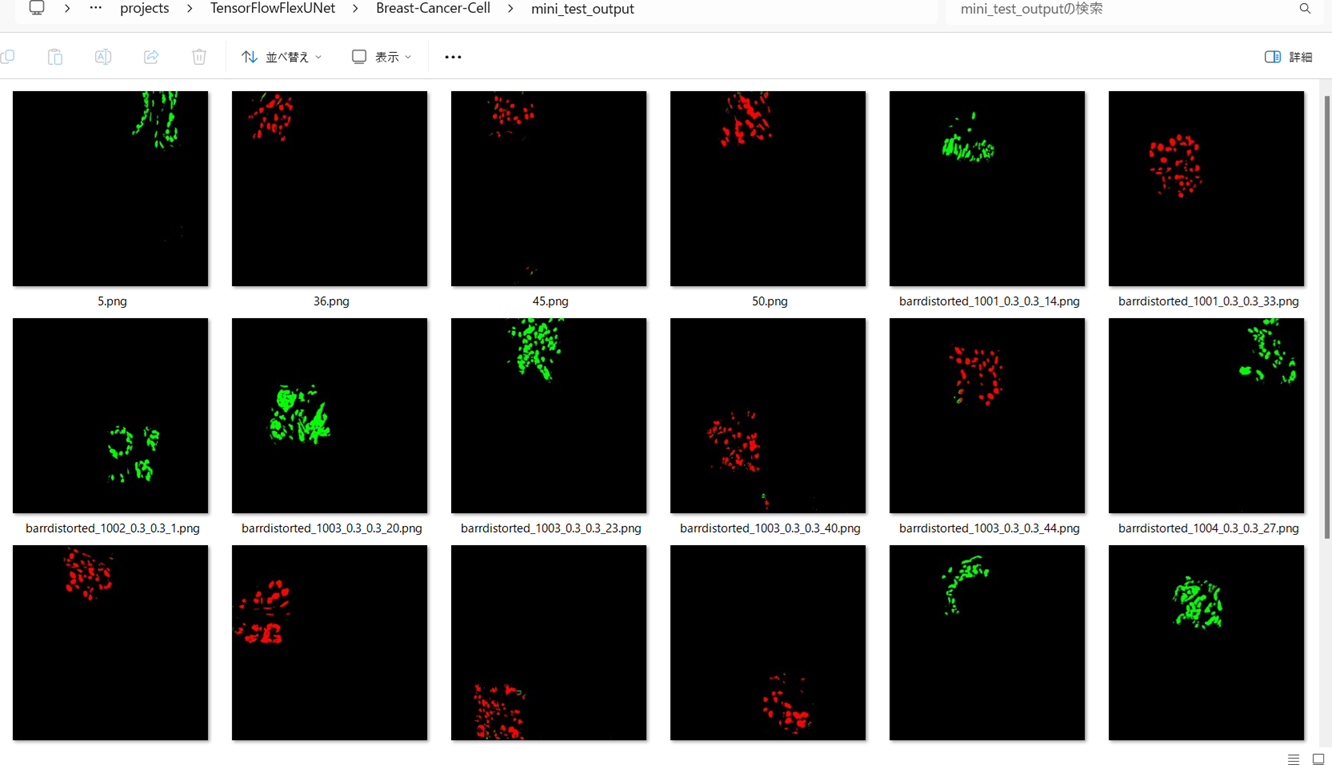 … projects > TensorFlowFlexUNet > Breast-Cancer-Cell > mini_test_output
mini_test_outputの検索
並べ替え
表示
詳細
5.png
36.png
45.png
50.png
barrdistorted_1001_0.3_0.3_14.png
barrdistorted_1001_0.3_0.3_33.png
barrdistorted_1002_0.3_0.3_1.png
barrdistorted_1003_0.3_0.3_20.png
barrdistorted_1003_0.3_0.3_23.png
barrdistorted_1003_0.3_0.3_40.png
barrdistorted_1003_0.3_0.3_44.png
barrdistorted_1004_0.3_0.3_27.png